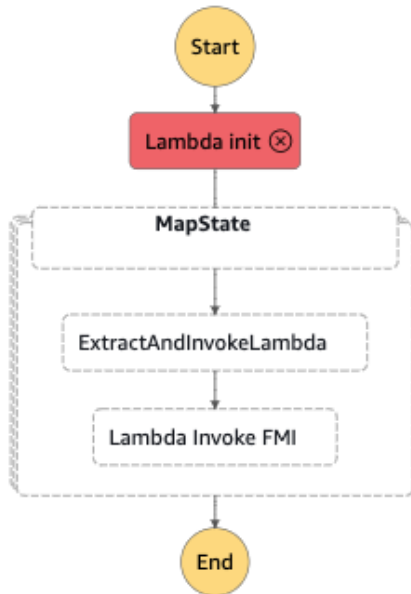 Start
Lambda init
MapState
ExtractAndInvokeLambda
Lambda Invoke FMI
End